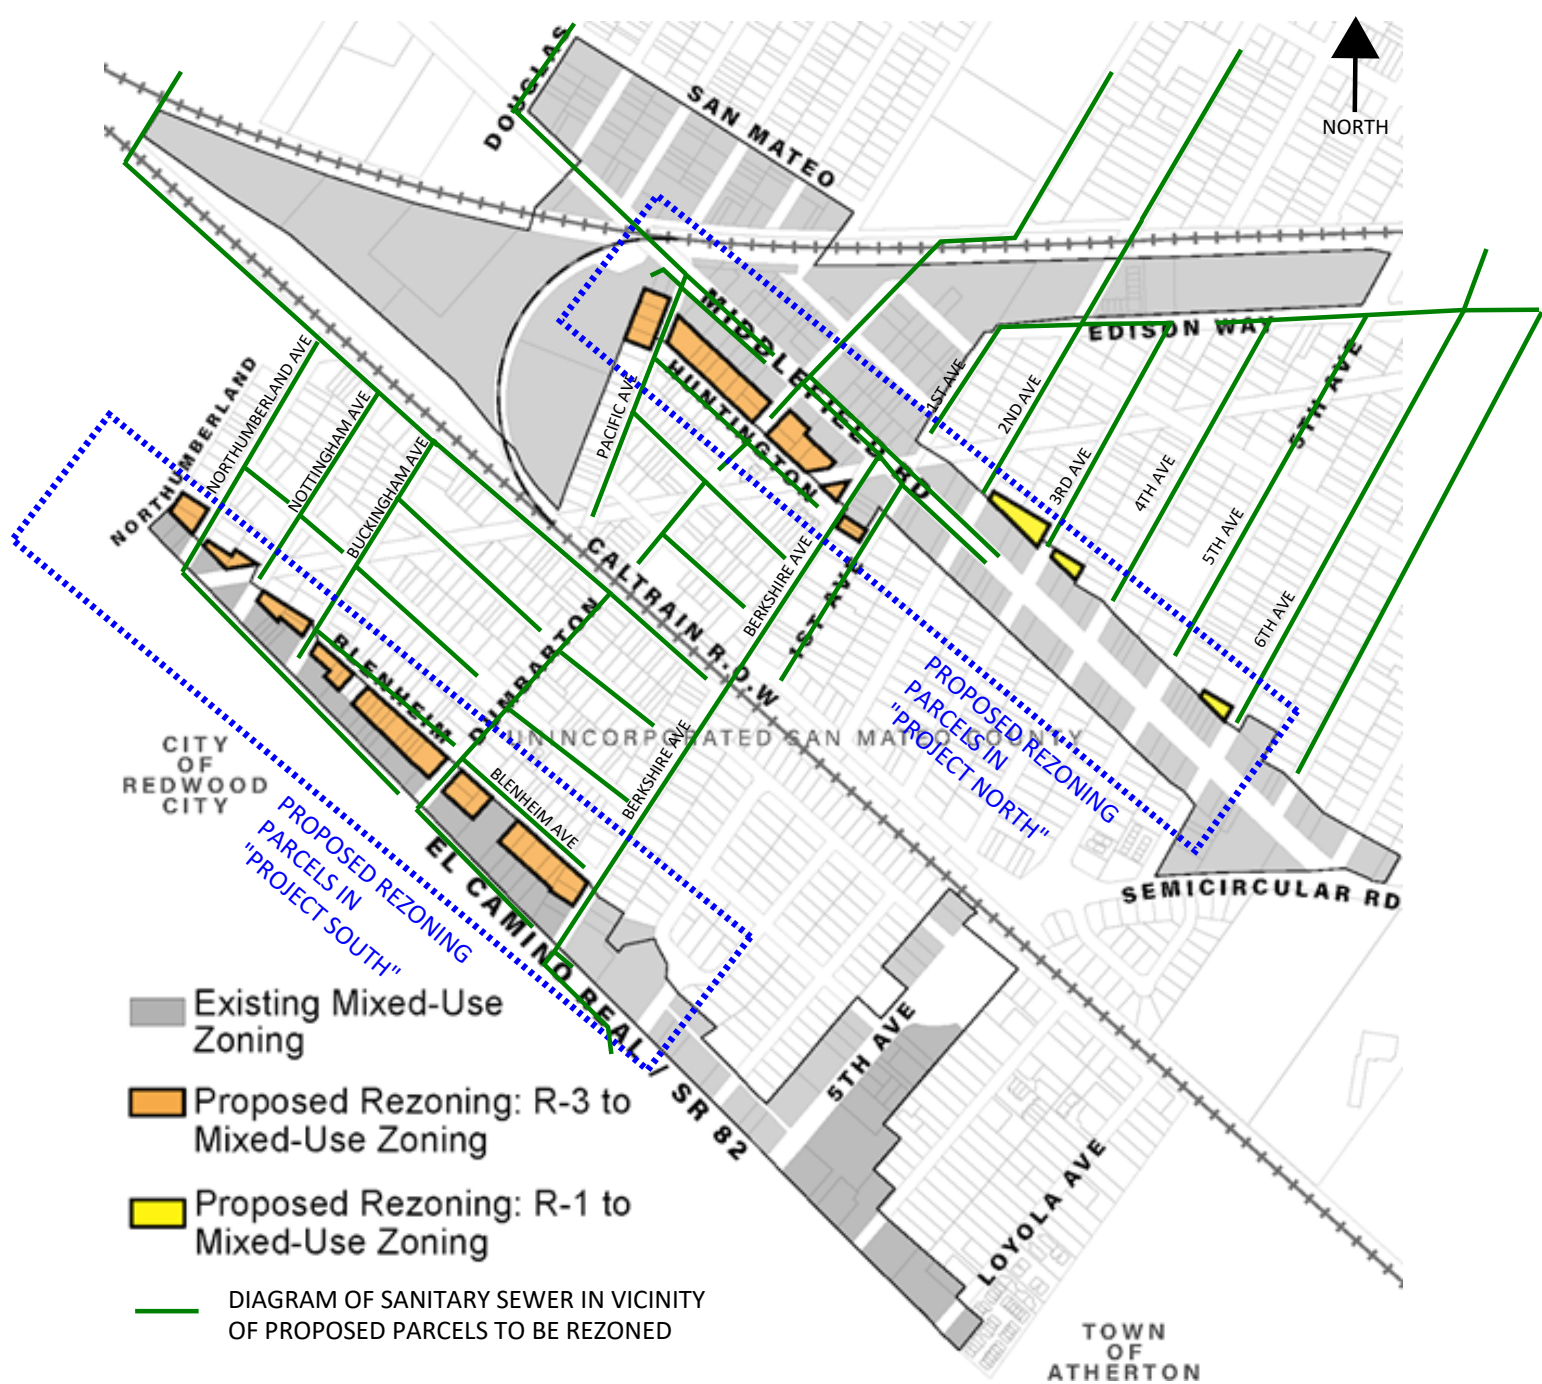 DOUGLAS
SAN MATEO
NORTH
MIDDLEFIELD RD
EDISON WAY
1ST AVE
2ND AVE
5TH AVE
NORTHUMBERLAND
NORTHUMBERLAND AVE
NOTTINGHAM AVE
BUCKINGHAM AVE
PACIFIC AVE
HUNTINGTON
3RD AVE
4TH AVE
5TH AVE
6TH AVE
CALTRAIN R.O.W
BERKSHIRE AVE
1ST AVE
BLENHEIM
DUMBARTON
UNINCORPORATED SAN MATEO COUNTY
PROPOSED REZONING
PARCELS IN
"PROJECT NORTH"
CITY
OF
REDWOOD
CITY
BLENHEIM AVE
BERKSHIRE AVE
PROPOSED REZONING
PARCELS IN
"PROJECT SOUTH"
EL CAMINO REAL / SR 82
SEMICIRCULAR RD
5TH AVE
LOYOLA AVE
Existing Mixed-Use
Zoning
Proposed Rezoning: R-3 to
Mixed-Use Zoning
Proposed Rezoning: R-1 to
Mixed-Use Zoning
DIAGRAM OF SANITARY SEWER IN VICINITY
OF PROPOSED PARCELS TO BE REZONED
TOWN
OF
ATHERTON